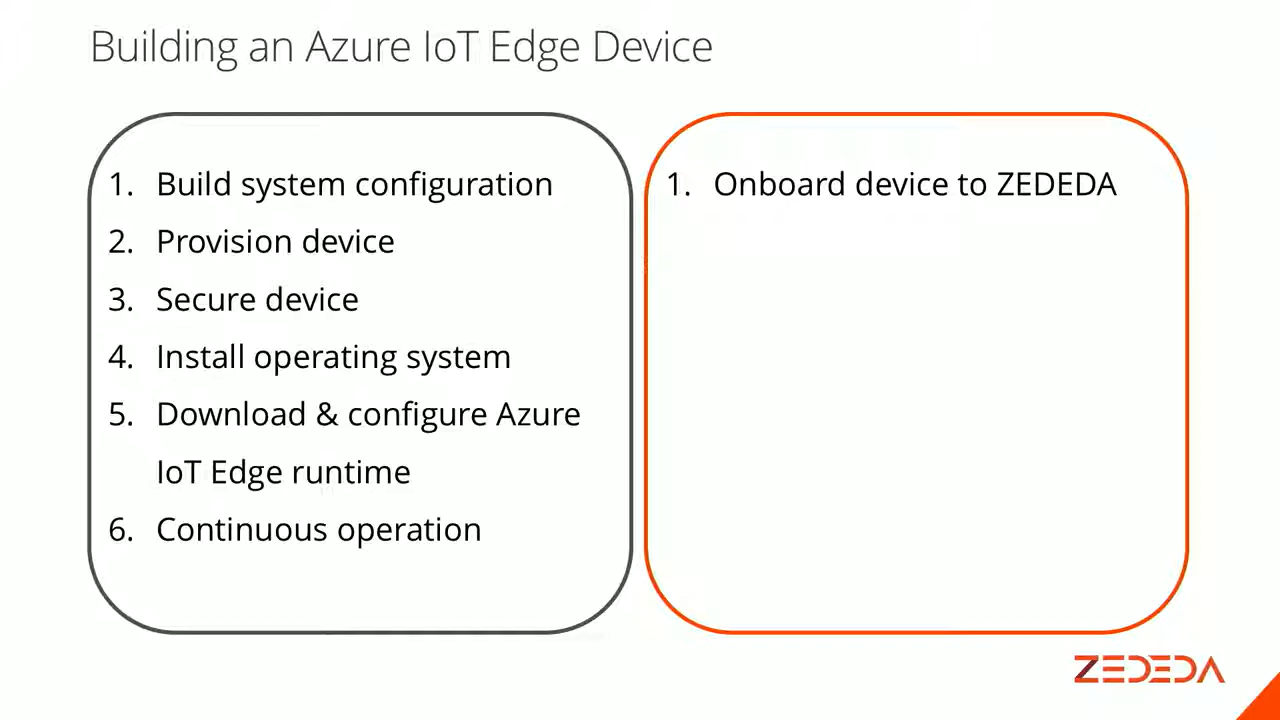 Building an Azure IoT Edge Device
1. Build system configuration
2. Provision device
3. Secure device
4. Install operating system
5. Download & configure Azure
IoT Edge runtime
6. Continuous operation
1. Onboard device to ZEDEDA
ZEDEDA